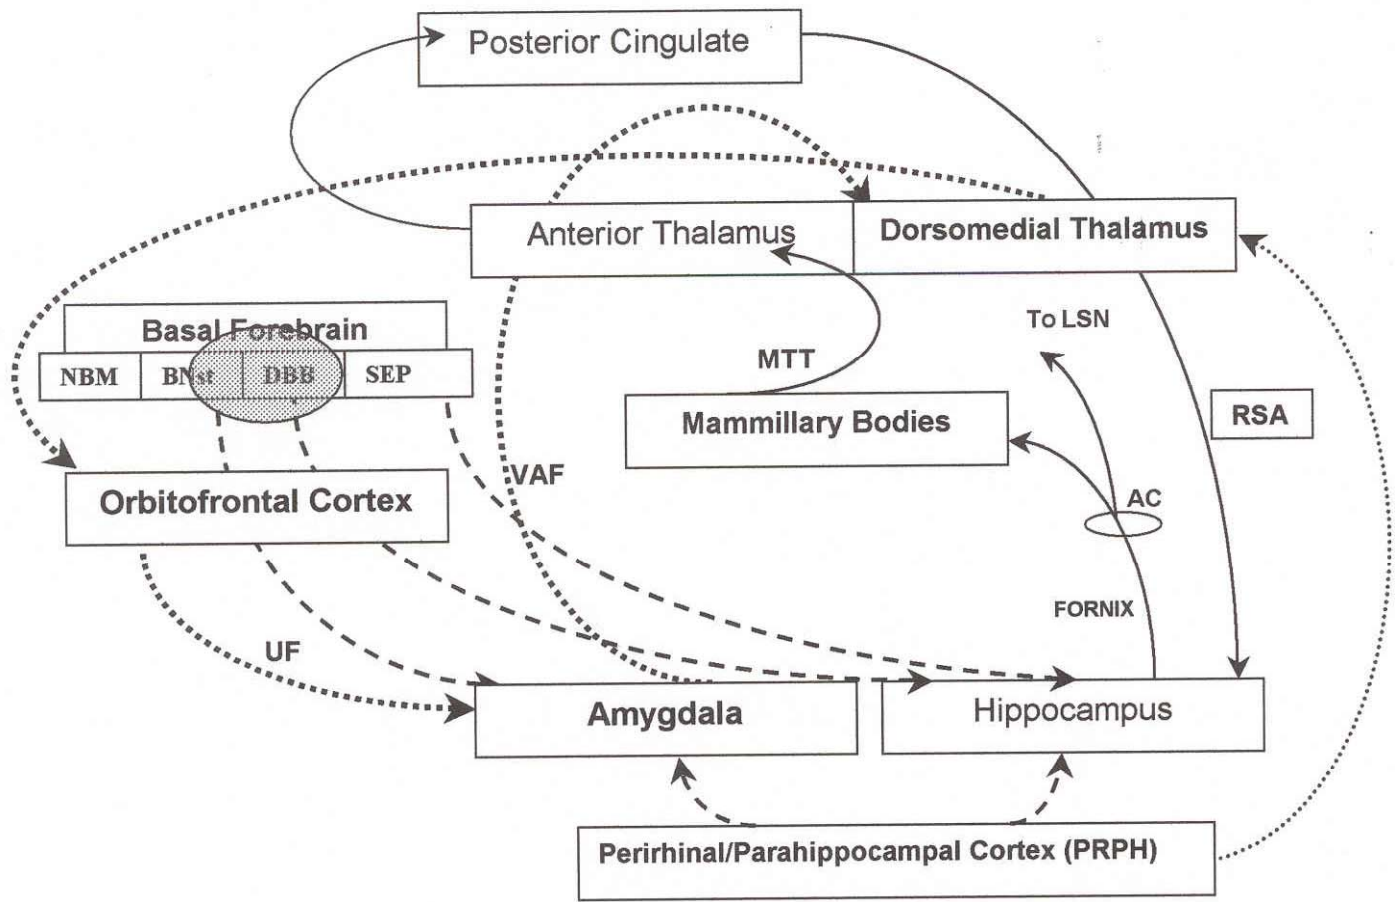 Posterior Cingulate
Anterior Thalamus
Dorsomedial Thalamus
To LSN
Basal Forebrain
NBM
BNst
DBB
SEP
MTT
Mammillary Bodies
RSA
VAF
Orbitofrontal Cortex
AC
FORNIX
UF
Amygdala
Hippocampus
Perirhinal/Parahippocampal Cortex (PRPH)